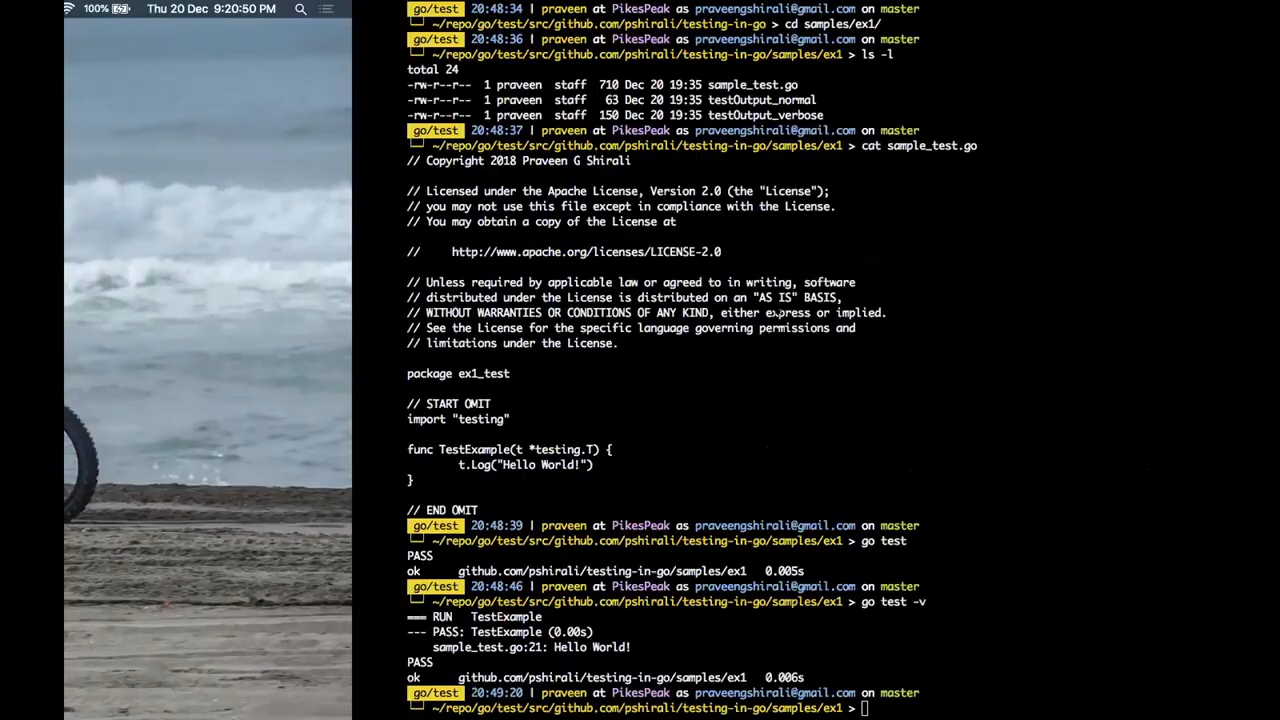 100% Thu 20 Dec 9:20:50 PM
go/test 20:48:34 | praveen at PikesPeak as praveengshirali@gmail.com on master
~/repo/go/test/src/github.com/pshirali/testing-in-go > cd samples/ex1/
go/test 20:48:36 | praveen at PikesPeak as praveengshirali@gmail.com on master
~/repo/go/test/src/github.com/pshirali/testing-in-go/samples/ex1 > ls -l
total 24
-rw-r--r-- 1 praveen staff 710 Dec 20 19:35 sample_test.go
-rw-r--r-- 1 praveen staff 63 Dec 20 19:35 testOutput_normal
-rw-r--r-- 1 praveen staff 150 Dec 20 19:35 testOutput_verbose
go/test 20:48:37 | praveen at PikesPeak as praveengshirali@gmail.com on master
~/repo/go/test/src/github.com/pshirali/testing-in-go/samples/ex1 > cat sample_test.go
// Copyright 2018 Praveen G Shirali
// Licensed under the Apache License, Version 2.0 (the "License");
// you may not use this file except in compliance with the License.
// You may obtain a copy of the License at
// http://www.apache.org/licenses/LICENSE-2.0
// Unless required by applicable law or agreed to in writing, software
// distributed under the License is distributed on an "AS IS" BASIS,
// WITHOUT WARRANTIES OR CONDITIONS OF ANY KIND, either express or implied.
// See the License for the specific language governing permissions and
// limitations under the License.
package ex1_test
// START OMIT
import "testing"
func TestExample(t *testing.T) {
t.Log("Hello World!")
}
// END OMIT
go/test 20:48:39 | praveen at PikesPeak as praveengshirali@gmail.com on master
~/repo/go/test/src/github.com/pshirali/testing-in-go/samples/ex1 > go test
PASS
ok github.com/pshirali/testing-in-go/samples/ex1 0.005s
go/test 20:48:46 | praveen at PikesPeak as praveengshirali@gmail.com on master
~/repo/go/test/src/github.com/pshirali/testing-in-go/samples/ex1 > go test -v
=== RUN TestExample
--- PASS: TestExample (0.00s)
sample_test.go:21: Hello World!
PASS
ok github.com/pshirali/testing-in-go/samples/ex1 0.006s
go/test 20:49:20 | praveen at PikesPeak as praveengshirali@gmail.com on master
~/repo/go/test/src/github.com/pshirali/testing-in-go/samples/ex1 >